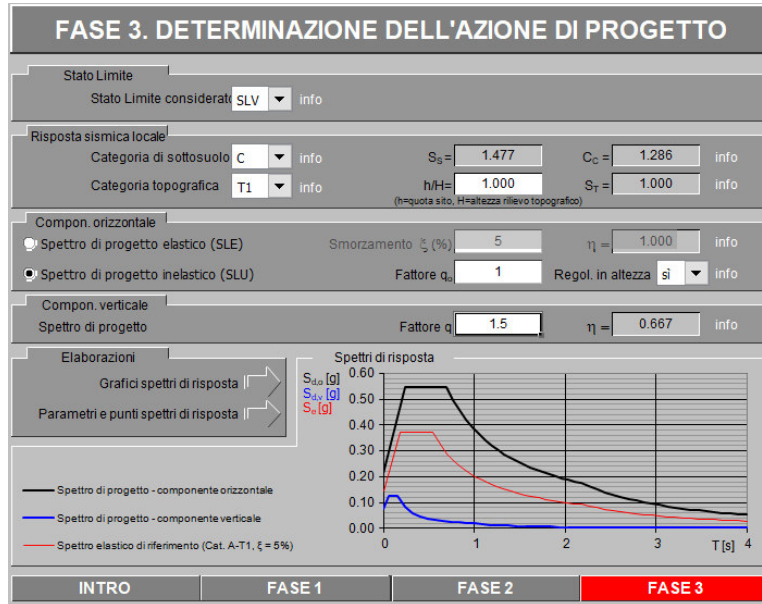 FASE 3. DETERMINAZIONE DELL'AZIONE DI PROGETTO
Stato Limite
Stato Limite considerato SLV info
Risposta sismica locale
Categoria di sottosuolo C info SS = 1.477 CC = 1.286 info
Categoria topografica T1 info h/H= 1.000 ST = 1.000 info
(h=quota sito, H=altezza rilievo topografico)
Compon. orizzontale
Spettro di progetto elastico (SLE) Smorzamento ξ (%) 5 η = 1.000 info
Spettro di progetto inelastico (SLU) Fattore qo 1 Regol. in altezza sì info
Compon. verticale
Spettro di progetto Fattore q 1.5 η = 0.667 info
Elaborazioni
Grafici spettri di risposta
Parametri e punti spettri di risposta
Spettri di risposta
Sd,o [g]
Sd,v [g]
Se [g]
0.60
0.50
0.40
0.30
0.20
0.10
0.00
0 1 2 3 T [s] 4
Spettro di progetto - componente orizzontale
Spettro di progetto - componente verticale
Spettro elastico di riferimento (Cat. A-T1, ξ = 5%)
INTRO FASE 1 FASE 2 FASE 3